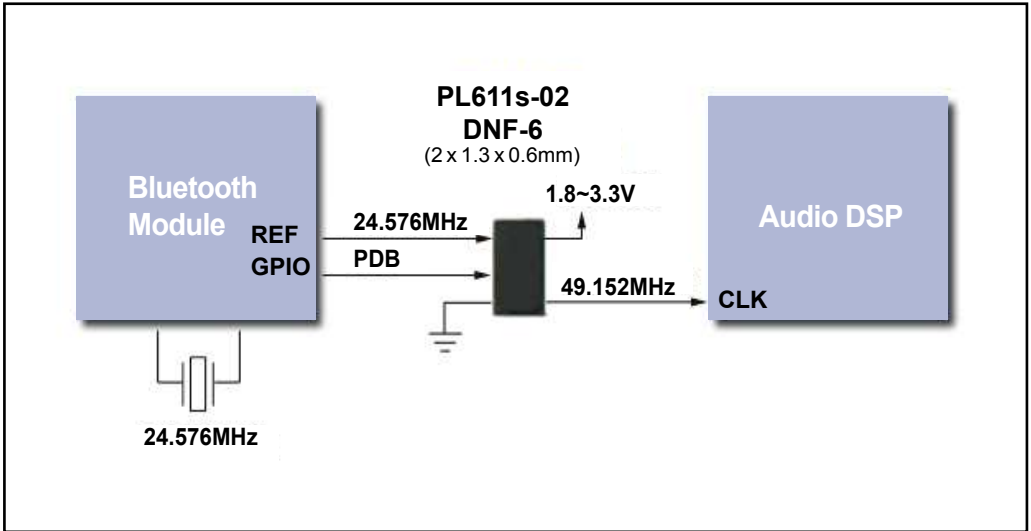 PL611s-02
DNF-6
(2 x 1.3 x 0.6mm)
Bluetooth
Module
REF
GPIO
24.576MHz
PDB
1.8~3.3V
49.152MHz
CLK
Audio DSP
24.576MHz